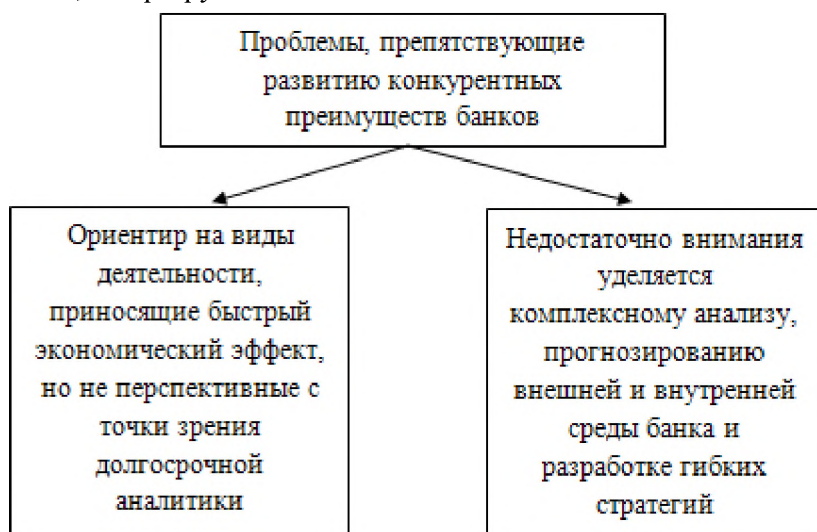 Проблемы, препятствующие
развитию конкурентных
преимуществ банков
Ориентир на виды
деятельности,
приносящие быстрый
экономический эффект,
но не перспективные с
точки зрения
долгосрочной
аналитики
Недостаточно внимания
уделяется
комплексному анализу,
прогнозированию
внешней и внутренней
среды банка и
разработке гибких
стратегий